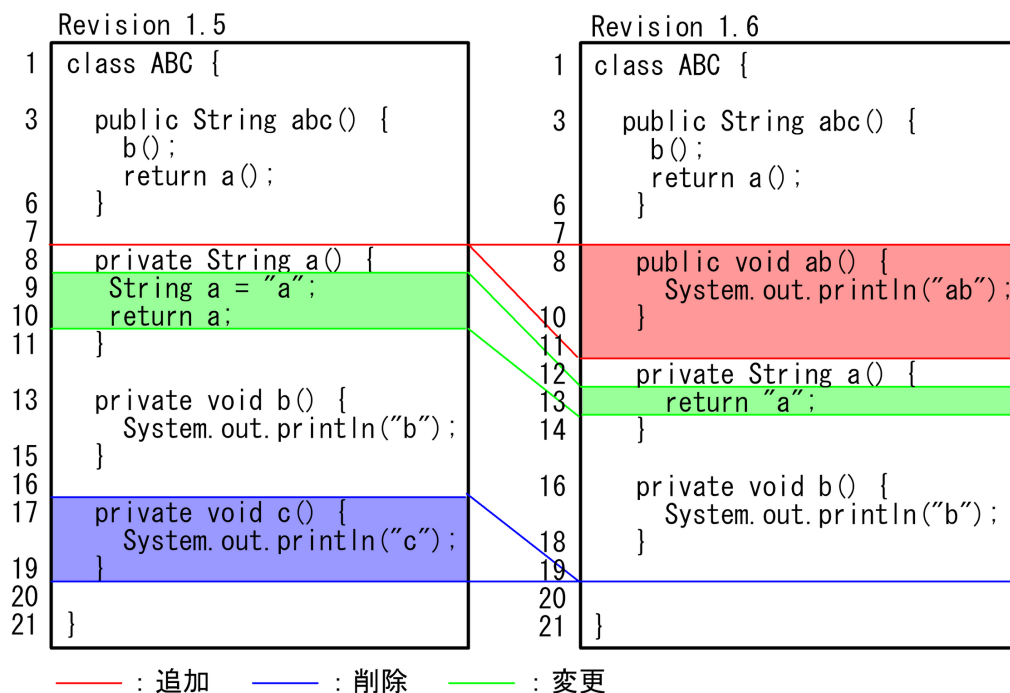 Revision 1.5
1 class ABC {
3 public String abc() {
b();
return a();
6 }
7
8 private String a() {
9 String a = "a";
10 return a;
11 }
13 private void b() {
System.out.println("b");
15 }
16
17 private void c() {
System.out.println("c");
19 }
20
21 }
Revision 1.6
1 class ABC {
3 public String abc() {
b();
return a();
6 }
7
8 public void ab() {
System.out.println("ab");
10 }
11
12 private String a() {
13 return "a";
14 }
16 private void b() {
System.out.println("b");
18 }
19
20
21 }
: 追加 : 削除 : 変更